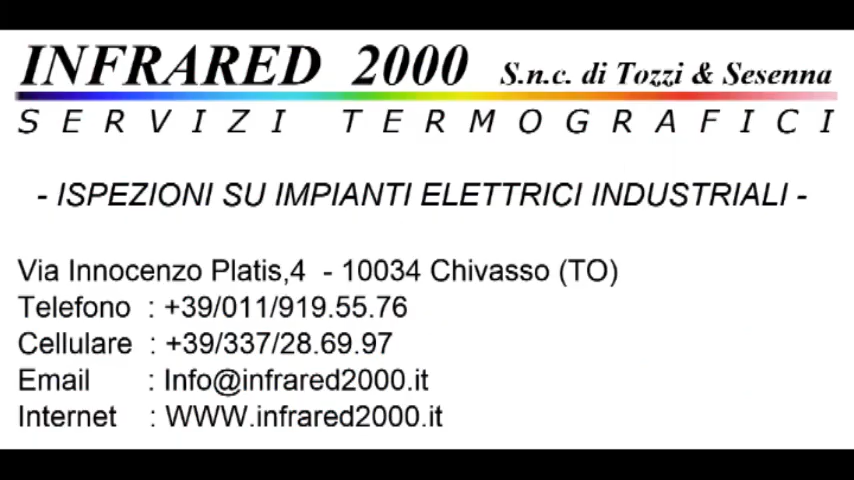 INFRARED 2000 S.n.c. di Tozzi & Sesenna
SERVIZI TERMOGRAFICI
- ISPEZIONI SU IMPIANTI ELETTRICI INDUSTRIALI -
Via Innocenzo Platis,4 - 10034 Chivasso (TO)
Telefono : +39/011/919.55.76
Cellulare : +39/337/28.69.97
Email : Info@infrared2000.it
Internet : WWW.infrared2000.it